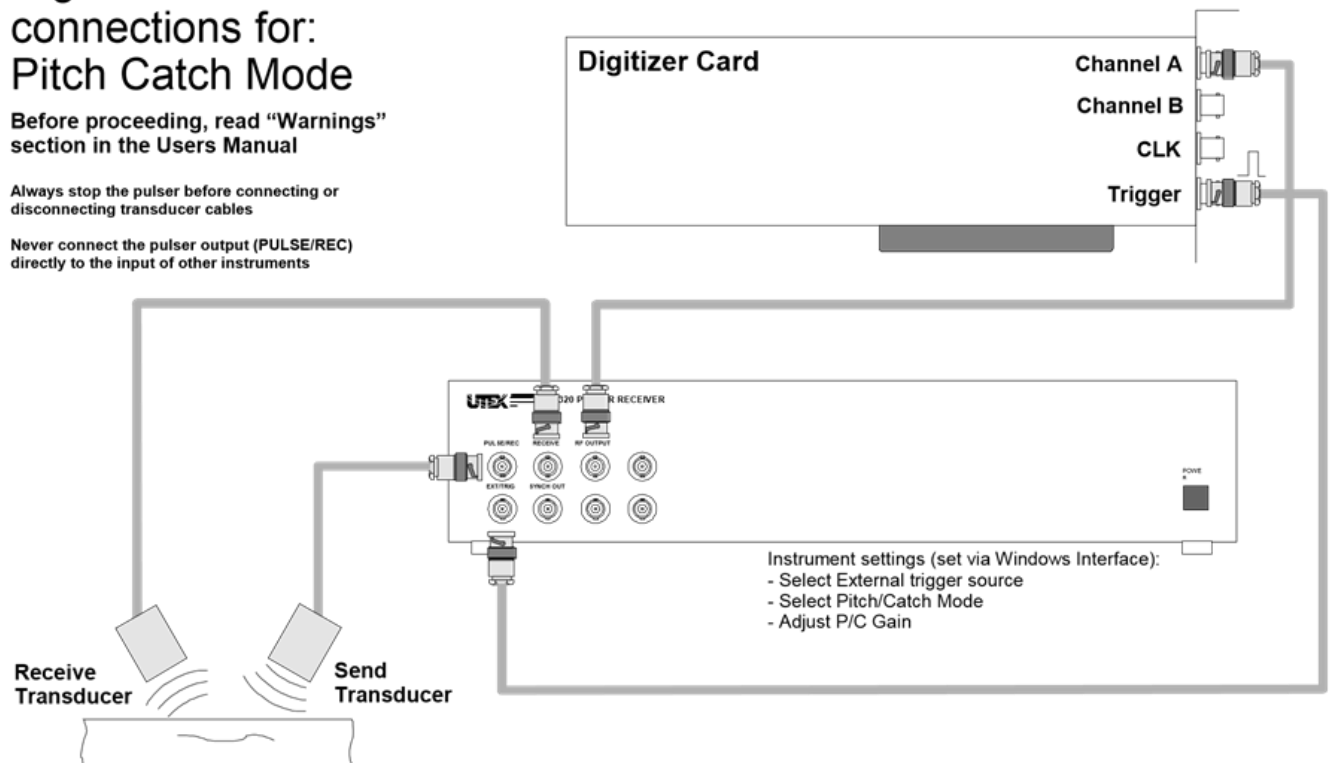 connections for:
Pitch Catch Mode
Before proceeding, read “Warnings”
section in the Users Manual
Always stop the pulser before connecting or
disconnecting transducer cables
Never connect the pulser output (PULSE/REC)
directly to the input of other instruments
Digitizer Card
Channel A
Channel B
CLK
Trigger
UTEX
320 P R RECEIVER
PULSE/REC RECEIVE RF OUTPUT
EXT/TRIG SYNCH OUT
POWE
R
Instrument settings (set via Windows Interface):
- Select External trigger source
- Select Pitch/Catch Mode
- Adjust P/C Gain
Receive
Transducer
Send
Transducer